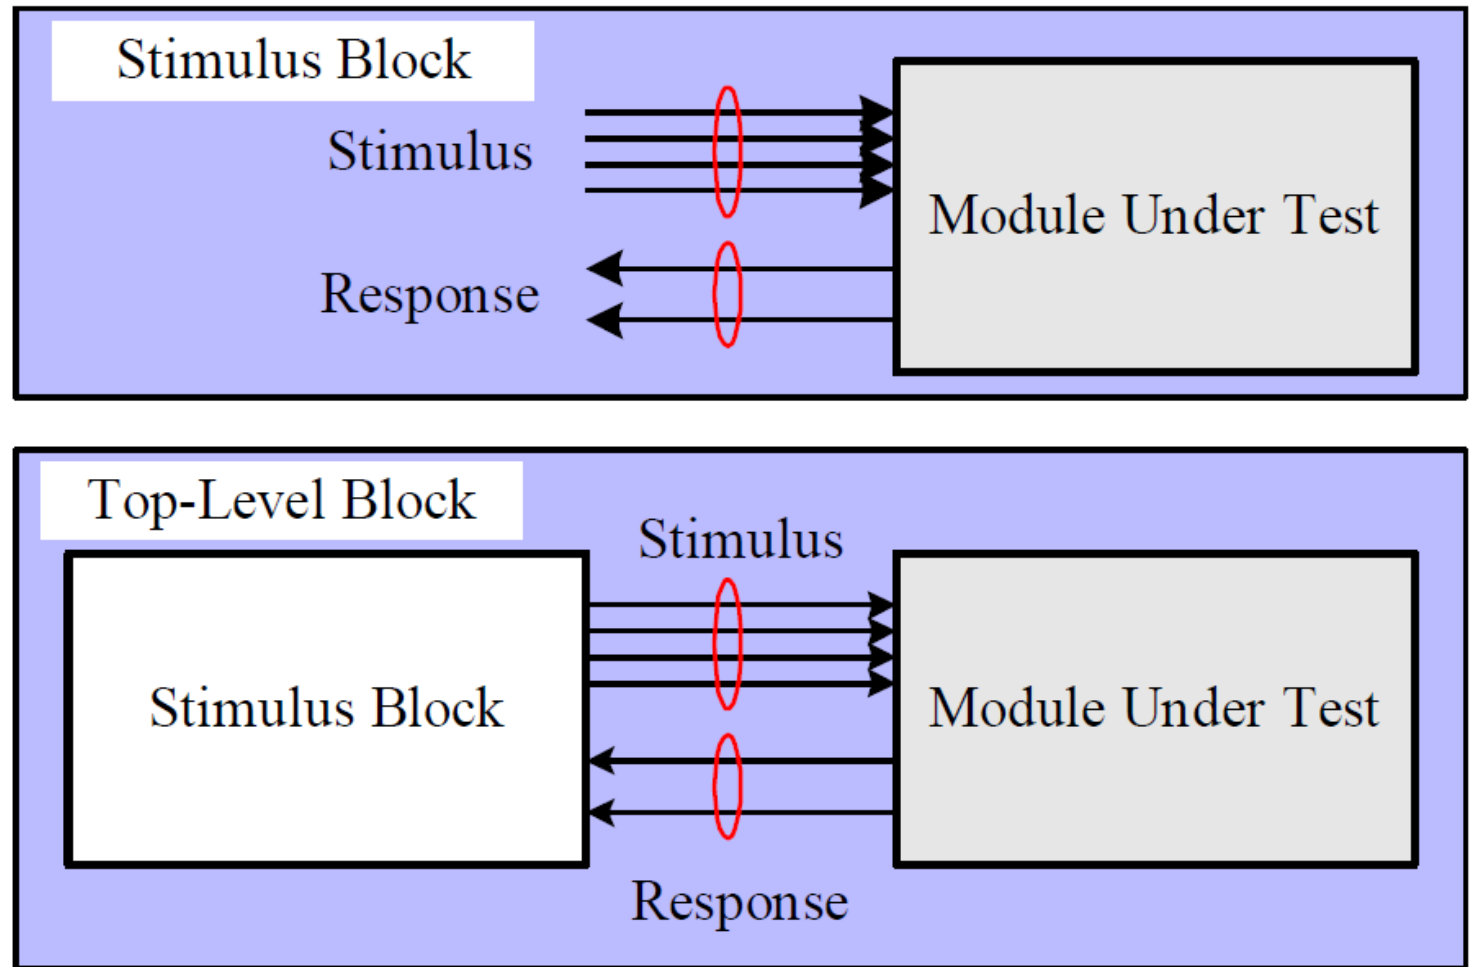 Stimulus Block
Stimulus
Module Under Test
Response
Top-Level Block
Stimulus
Stimulus Block
Module Under Test
Response